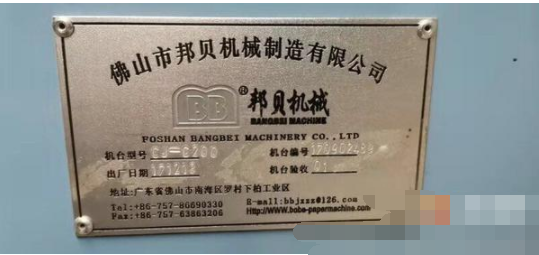 佛山市邦贝机械制造有限公司
BB® 邦贝机械
BANGBEI MACHINE
FOSHAN BANGBEI MACHINERY CO., LTD
机台型号 机台编号
出厂日期 171212 机台验收 01
地址:广东省佛山市南海区罗村下柏工业区
Tel:+86-757-80690330 E-mail:bbjxzz@126.com
Fax:+86-757-63863206 Http://WWW.bobe-papermachine.com